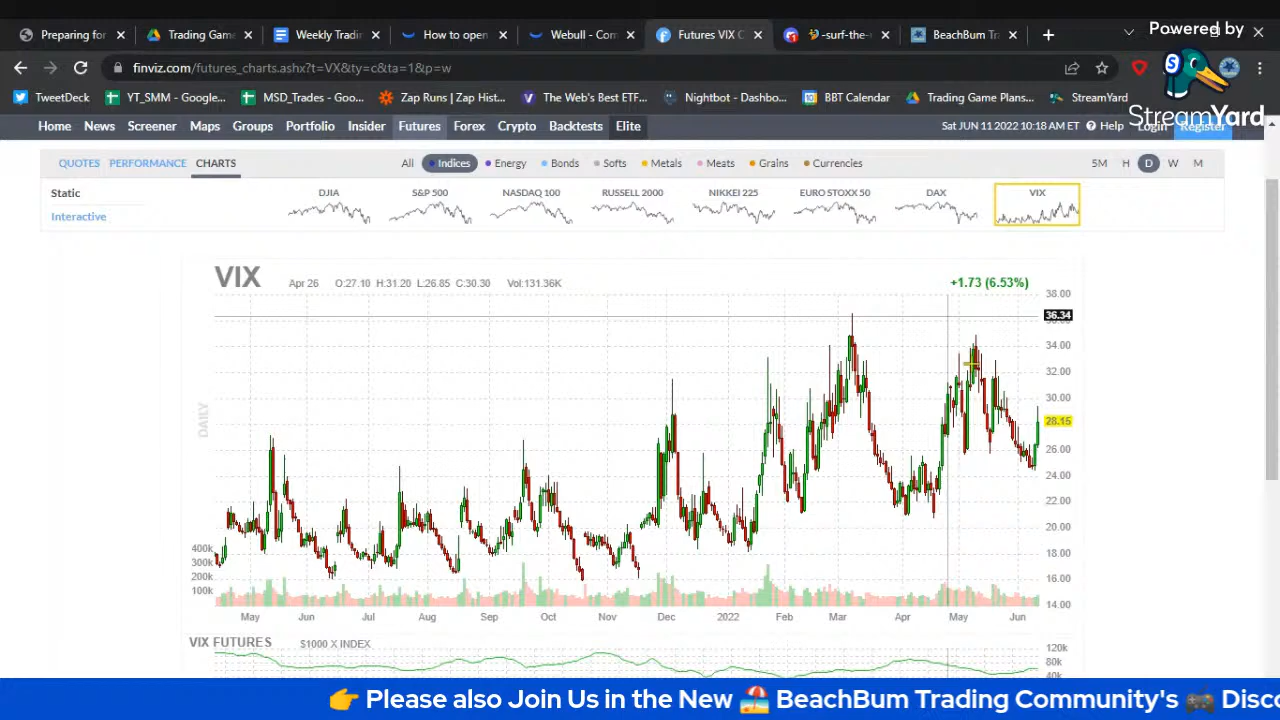 Preparing for
Trading Game
Weekly Tradin
How to open
Webull - Com
Futures VIX C
-surf-the-
BeachBum Tra
Powered by
finviz.com/futures_charts.ashx?t=VX&ty=c&ta=1&p=w
TweetDeck
YT_SMM - Google...
MSD_Trades - Goo...
Zap Runs | Zap Hist...
The Web's Best ETF...
Nightbot - Dashbo...
BBT Calendar
Trading Game Plans...
StreamYard
S
StreamYard
Home
News
Screener
Maps
Groups
Portfolio
Insider
Futures
Forex
Crypto
Backtests
Elite
Sat JUN 11 2022 10:18 AM ET
Help
Login
Register
QUOTES
PERFORMANCE
CHARTS
All
Indices
Energy
Bonds
Softs
Metals
Meats
Grains
Currencies
5M
H
D
W
M
Static
Interactive
DJIA
S&P 500
NASDAQ 100
RUSSELL 2000
NIKKEI 225
EURO STOXX 50
DAX
VIX
VIX
Apr 26 O:27.10 H:31.20 L:26.85 C:30.30 Vol:131.36K
+1.73 (6.53%)
38.00
36.34
34.00
32.00
30.00
28.15
26.00
24.00
22.00
20.00
18.00
16.00
14.00
DAILY
400k
300k
200k
100k
May Jun Jul Aug Sep Oct Nov Dec 2022 Feb Mar Apr May Jun
VIX FUTURES
$1000 X INDEX
120k
80k
40k
👉 Please also Join Us in the New 🏖️ BeachBum Trading Community's 🎮 Disco